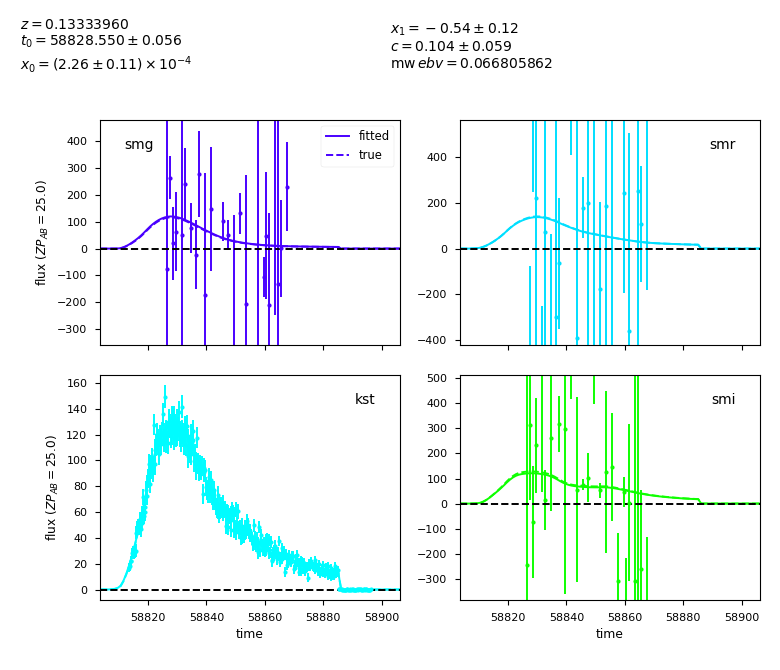 z = 0.13333960
t₀ = 58828.550 ± 0.056
x₀ = (2.26 ± 0.11) × 10⁻⁴
x₁ = −0.54 ± 0.12
c = 0.104 ± 0.059
mw ebv = 0.066805862
smg
fitted
true
400
300
200
100
0
−100
−200
−300
flux (ZP_AB = 25.0)
smr
400
200
0
−200
−400
kst
160
140
120
100
80
60
40
20
0
flux (ZP_AB = 25.0)
58820 58840 58860 58880 58900
time
smi
500
400
300
200
100
0
−100
−200
−300
58820 58840 58860 58880 58900
time